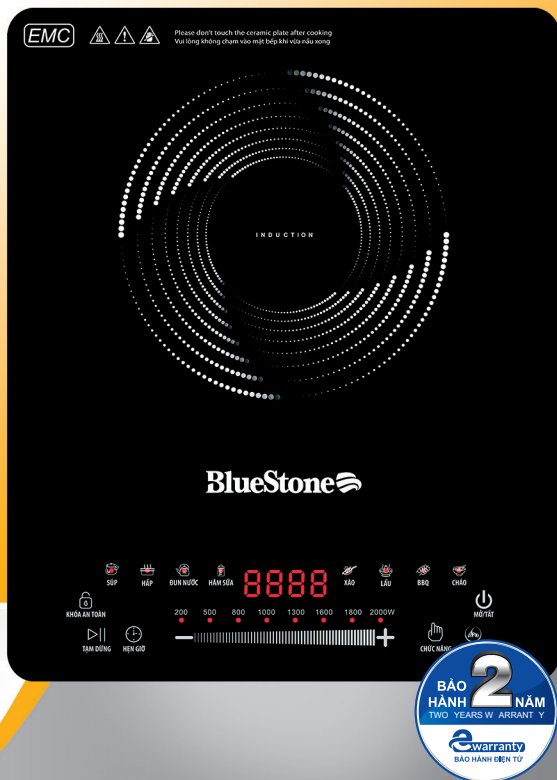 EMC
Please don't touch the ceramic plate after cooking
Vui lòng không chạm vào mặt bếp khi vừa nấu xong
INDUCTION
BlueStone
SÚP HẤP ĐUN NƯỚC HÂM SỮA 8888 XÀO LẨU BBQ CHÁO
KHÓA AN TOÀN
200 500 800 1000 1300 1600 1800 2000W
MỞ/TẮT
TẠM DỪNG HẸN GIỜ
CHỨC NĂNG
BẢO HÀNH 2 NĂM
TWO YEARS W ARRANT Y
ewarranty
BẢO HÀNH ĐIỆN TỬ